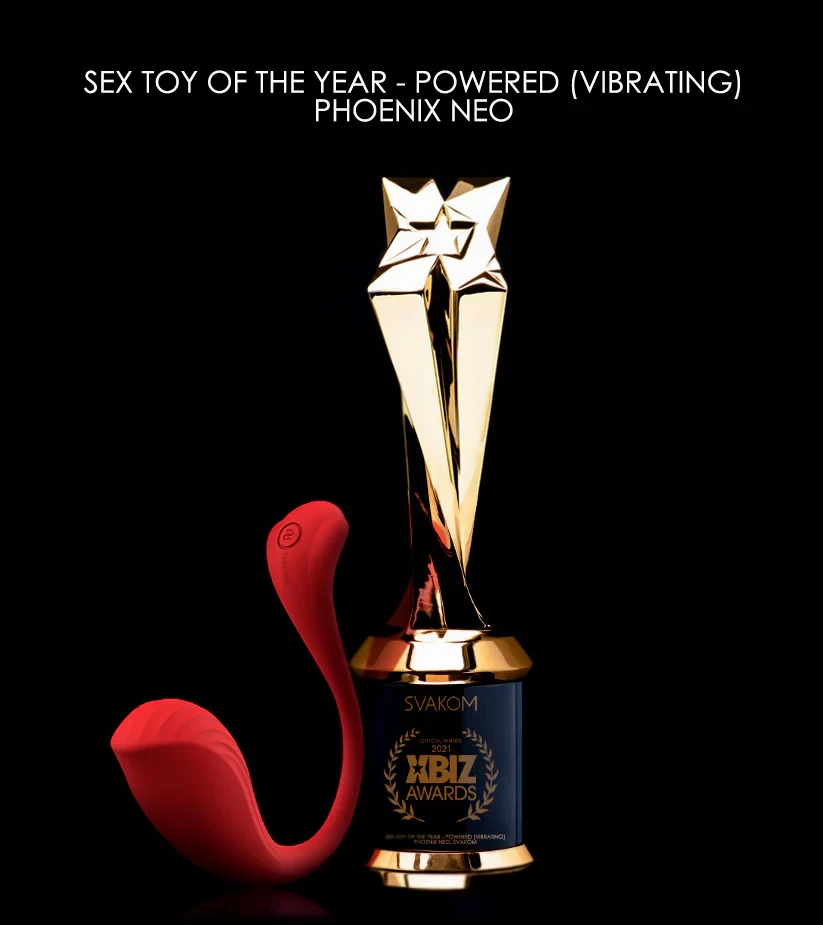 SEX TOY OF THE YEAR - POWERED (VIBRATING)
PHOENIX NEO
SVAKOM
OFFICIAL WINNER
2021
XBIZ
AWARDS
SEX TOY OF THE YEAR - POWERED (VIBRATING)
PHOENIX NEO, SVAKOM